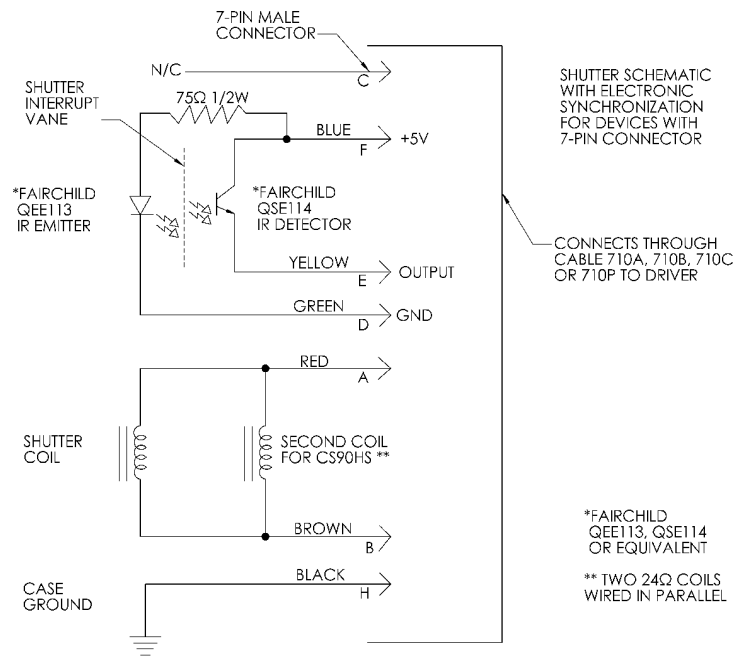 7-PIN MALE
CONNECTOR
N/C
C
SHUTTER
INTERRUPT
VANE
75Ω 1/2W
BLUE
F
+5V
SHUTTER SCHEMATIC
WITH ELECTRONIC
SYNCHRONIZATION
FOR DEVICES WITH
7-PIN CONNECTOR
*FAIRCHILD
QEE113
IR EMITTER
*FAIRCHILD
QSE114
IR DETECTOR
YELLOW
E
OUTPUT
CONNECTS THROUGH
CABLE 710A, 710B, 710C
OR 710P TO DRIVER
GREEN
D
GND
RED
A
SHUTTER
COIL
SECOND COIL
FOR CS90HS **
BROWN
B
*FAIRCHILD
QEE113, QSE114
OR EQUIVALENT
** TWO 24Ω COILS
WIRED IN PARALLEL
BLACK
H
CASE
GROUND